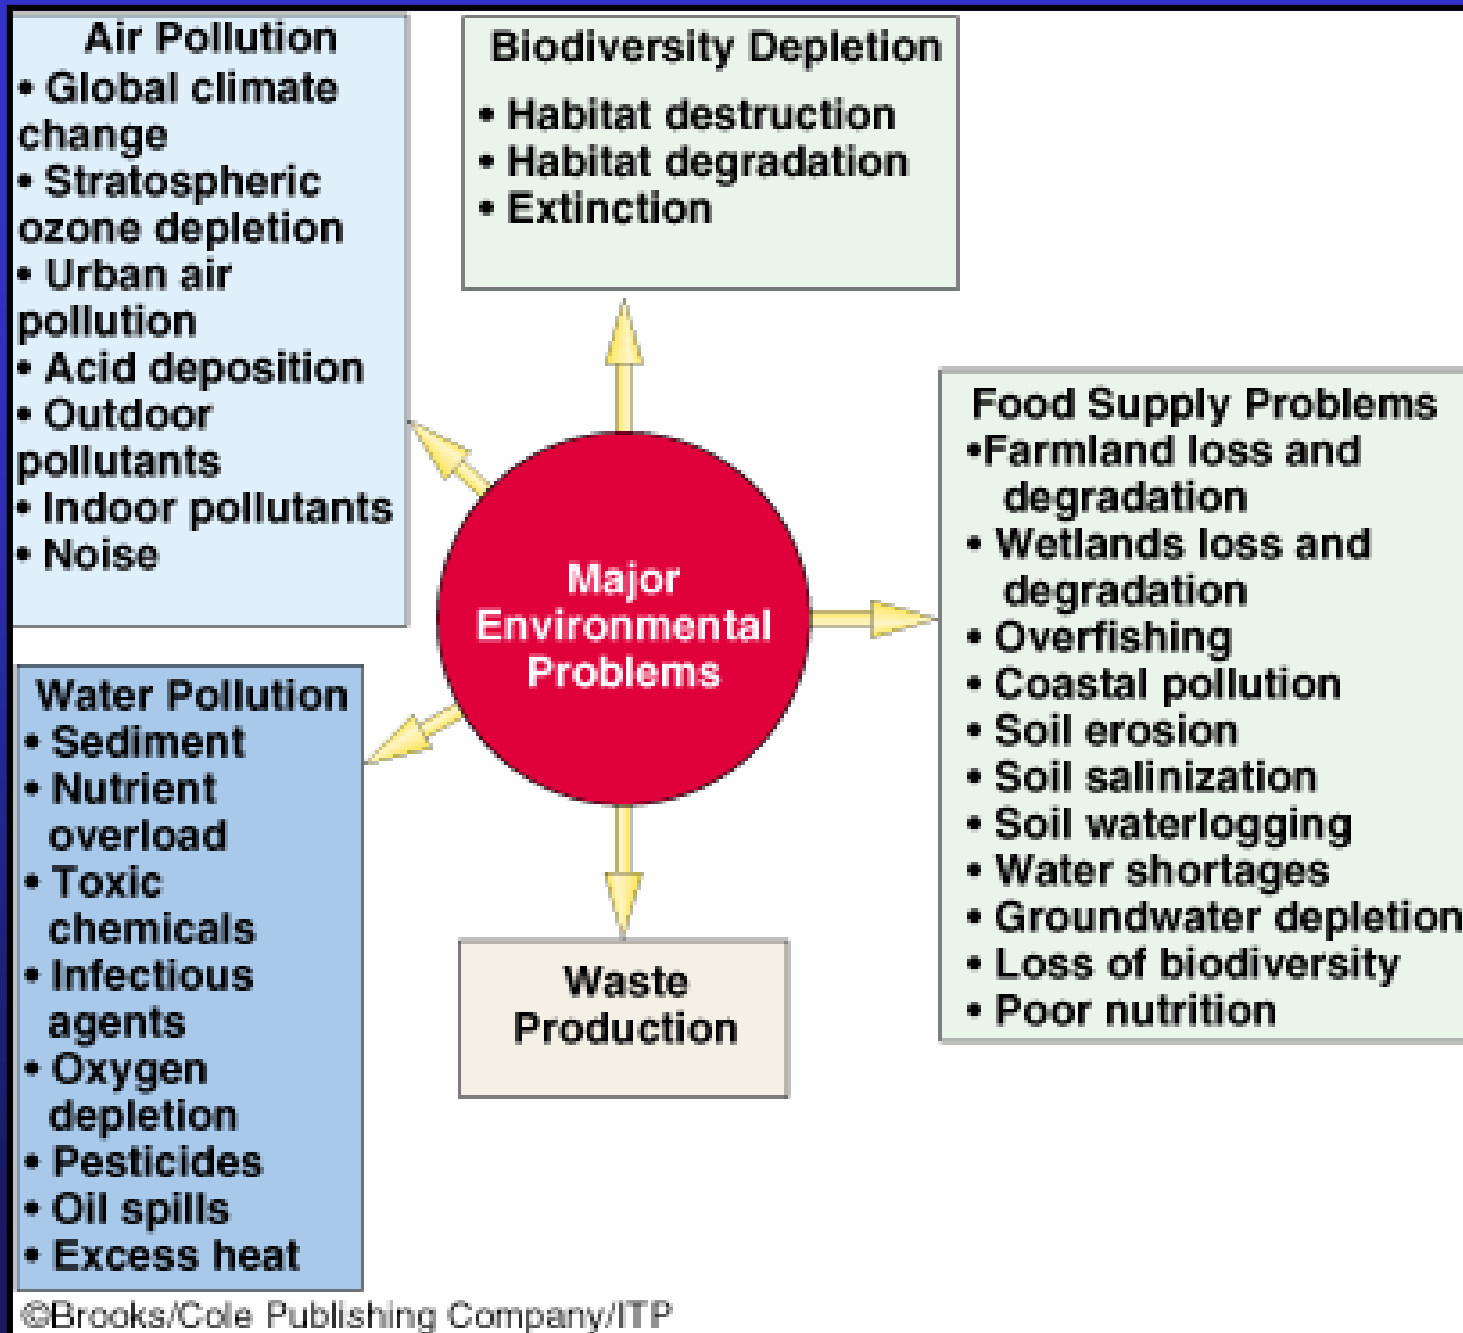 Air Pollution
• Global climate
change
• Stratospheric
ozone depletion
• Urban air
pollution
• Acid deposition
• Outdoor
pollutants
• Indoor pollutants
• Noise
Biodiversity Depletion
• Habitat destruction
• Habitat degradation
• Extinction
Food Supply Problems
•Farmland loss and
degradation
• Wetlands loss and
degradation
• Overfishing
• Coastal pollution
• Soil erosion
• Soil salinization
• Soil waterlogging
• Water shortages
• Groundwater depletion
• Loss of biodiversity
• Poor nutrition
Major
Environmental
Problems
Water Pollution
• Sediment
• Nutrient
overload
• Toxic
chemicals
• Infectious
agents
• Oxygen
depletion
• Pesticides
• Oil spills
• Excess heat
Waste
Production
©Brooks/Cole Publishing Company/ITP